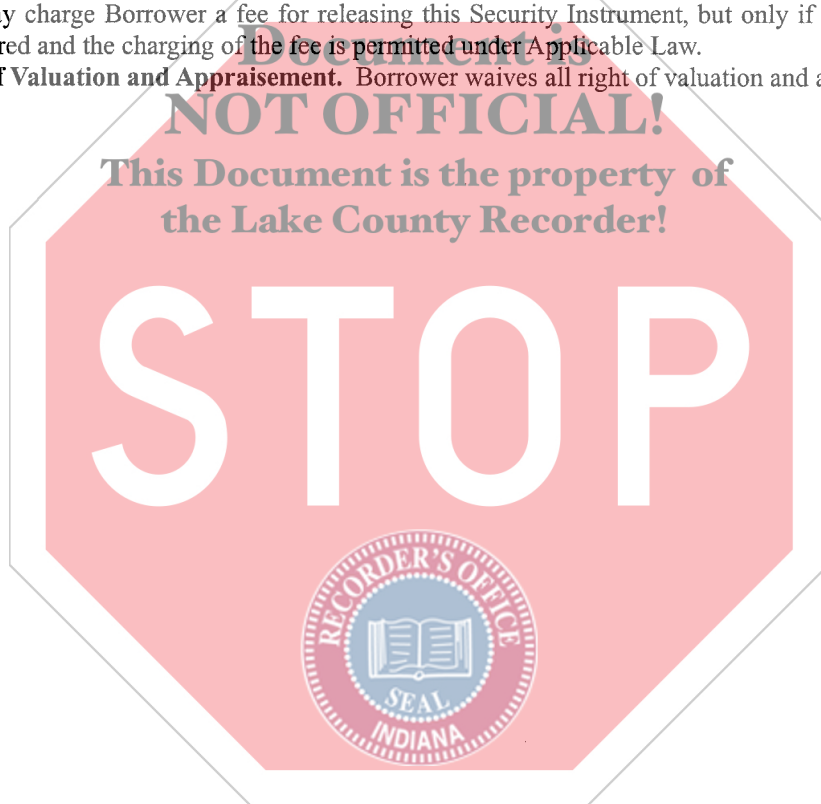 y charge Borrower a fee for releasing this Security Instrument, but only if
red and the charging of the fee is permitted under Applicable Law.
f Valuation and Appraisement. Borrower waives all right of valuation and a
Document is
NOT OFFICIAL!
This Document is the property of
the Lake County Recorder!
STOP
RECORDER'S OFFICE
SEAL
INDIANA